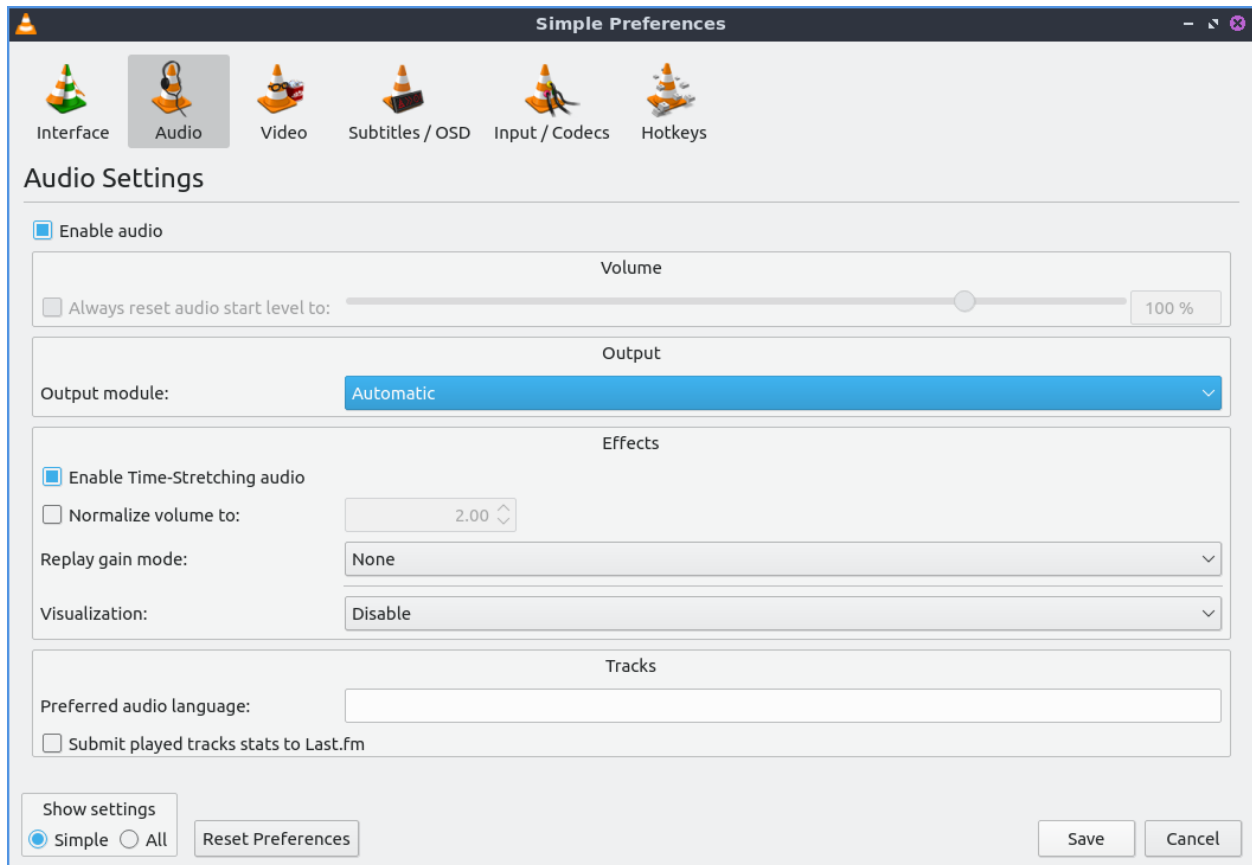 Simple Preferences
Interface Audio Video Subtitles / OSD Input / Codecs Hotkeys
Audio Settings
Enable audio
Volume
Always reset audio start level to: 100 %
Output
Output module: Automatic
Effects
Enable Time-Stretching audio
Normalize volume to: 2.00
Replay gain mode: None
Visualization: Disable
Tracks
Preferred audio language:
Submit played tracks stats to Last.fm
Show settings
Simple All Reset Preferences Save Cancel